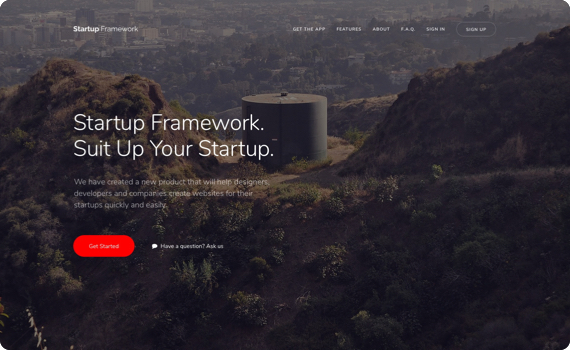 Startup Framework
GET THE APP FEATURES ABOUT F.A.Q. SIGN IN SIGN UP
Startup Framework.
Suit Up Your Startup.
We have created a new product that will help designers,
developers and companies create websites for their
startups quickly and easily.
Get Started
Have a question? Ask us